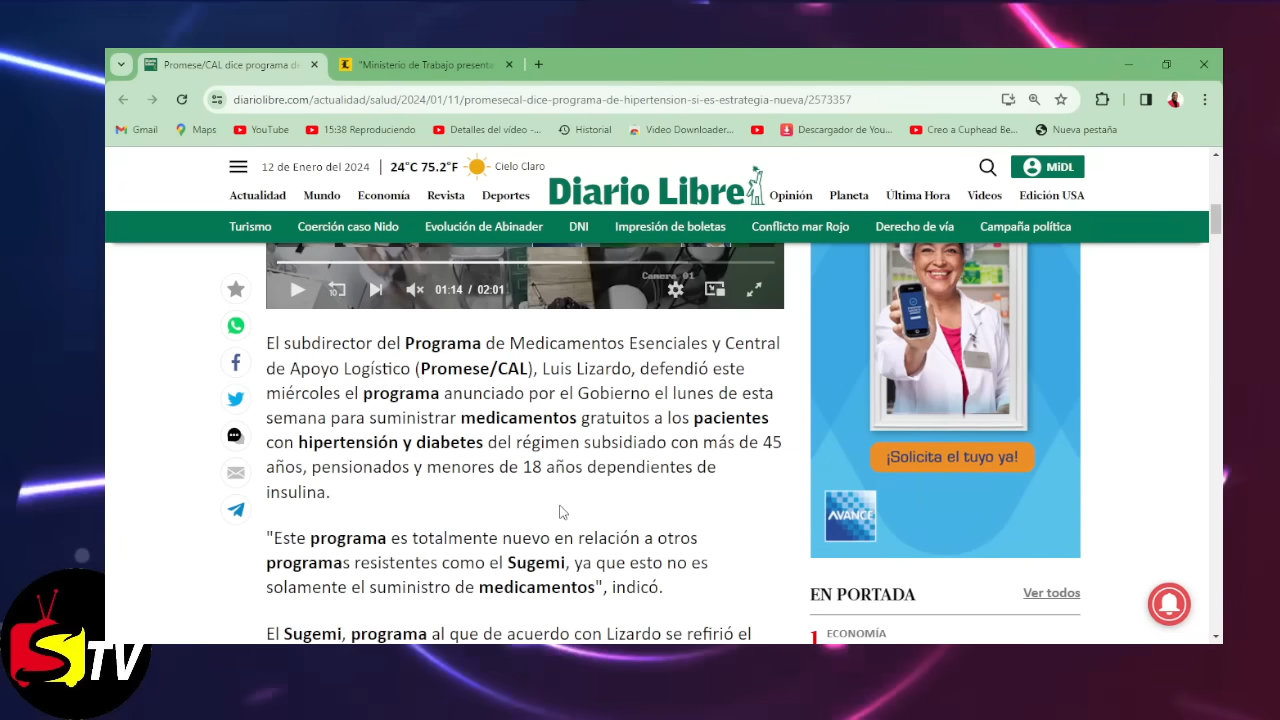 Promese/CAL dice programa de
"Ministerio de Trabajo presenta
diariolibre.com/actualidad/salud/2024/01/11/promesecal-dice-programa-de-hipertension-si-es-estrategia-nueva/2573357
Gmail Maps YouTube 15:38 Reproduciendo Detalles del vídeo -... Historial Video Downloader... Descargador de You... Creo a Cuphead Be... Nueva pestaña
12 de Enero del 2024 24°C 75.2°F Cielo Claro
Diario Libre
MiDL
Actualidad Mundo Economía Revista Deportes Opinión Planeta Última Hora Videos Edición USA
Turismo Coerción caso Nido Evolución de Abinader DNI Impresión de boletas Conflicto mar Rojo Derecho de vía Campaña política
Camera 01
10 01:14 / 02:01
El subdirector del Programa de Medicamentos Esenciales y Central
de Apoyo Logístico (Promese/CAL), Luis Lizardo, defendió este
miércoles el programa anunciado por el Gobierno el lunes de esta
semana para suministrar medicamentos gratuitos a los pacientes
con hipertensión y diabetes del régimen subsidiado con más de 45
años, pensionados y menores de 18 años dependientes de
insulina.
"Este programa es totalmente nuevo en relación a otros
programas resistentes como el Sugemi, ya que esto no es
solamente el suministro de medicamentos", indicó.
El Sugemi, programa al que de acuerdo con Lizardo se refirió el
¡Solicita el tuyo ya!
AVANCE
EN PORTADA Ver todos
1 ECONOMÍA
S TV